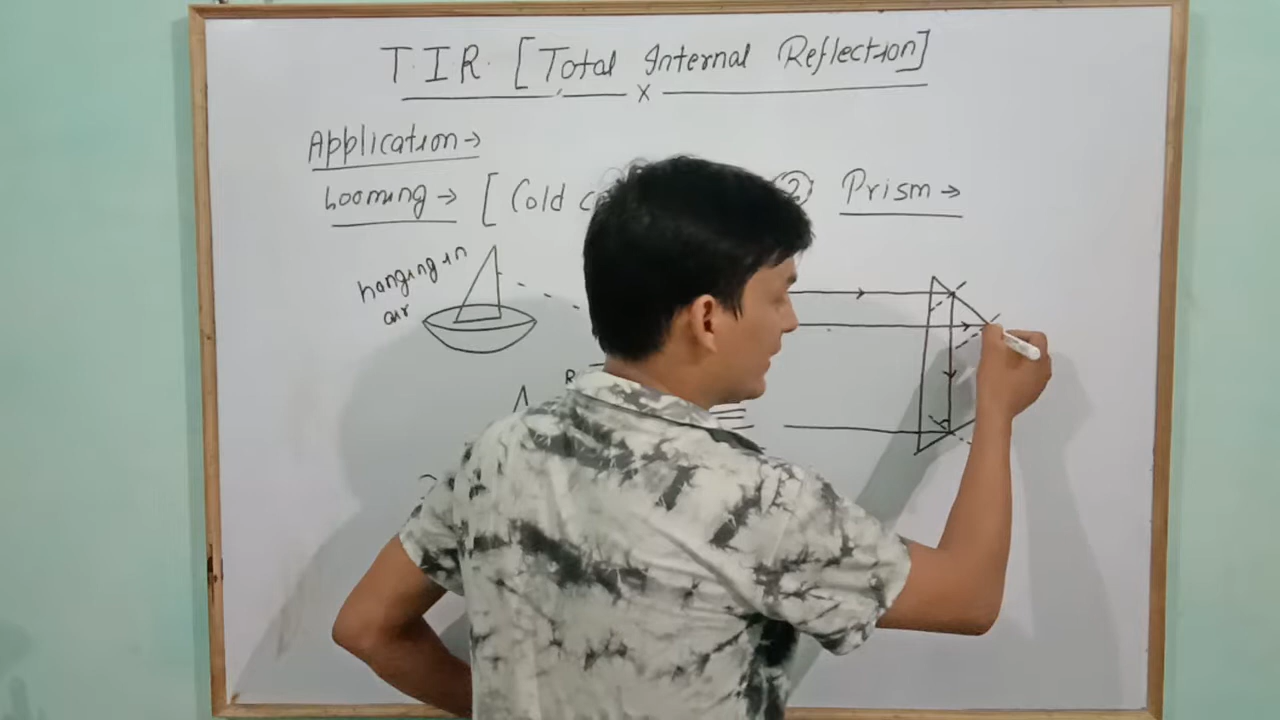 T.I.R. [Total Internal Reflection]
x
Application→
Looming→ [Cold
② Prism→
hanging in
air
R